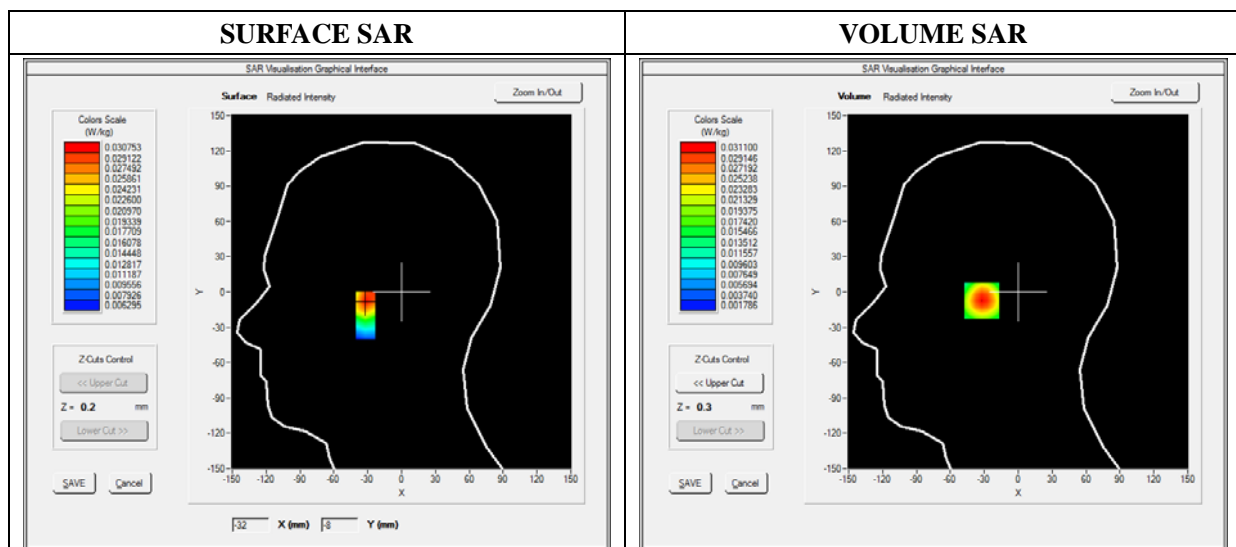 SURFACE SAR
VOLUME SAR
SAR Visualisation Graphical Interface
Surface Radiated Intensity
Zoom In/Out
Colors Scale
(W/kg)
0.030753
0.029122
0.027492
0.025861
0.024231
0.022600
0.020970
0.019339
0.017709
0.016078
0.014448
0.012817
0.011187
0.009556
0.007926
0.006295
150
120
90
60
30
0
-30
-60
-90
-120
-150
Y
-150 -120 -90 -60 -30 0 30 60 90 120 150
X
Z-Cuts Control
<< Upper Cut
Z = 0.2 mm
Lower Cut >>
SAVE Cancel
-32 X (mm) -8 Y (mm)
SAR Visualisation Graphical Interface
Volume Radiated Intensity
Zoom In/Out
Colors Scale
(W/kg)
0.031100
0.029146
0.027192
0.025238
0.023283
0.021329
0.019375
0.017420
0.015466
0.013512
0.011557
0.009603
0.007649
0.005694
0.003740
0.001786
150
120
90
60
30
0
-30
-60
-90
-120
-150
Y
-150 -120 -90 -60 -30 0 30 60 90 120 150
X
Z-Cuts Control
<< Upper Cut
Z = 0.3 mm
Lower Cut >>
SAVE Cancel